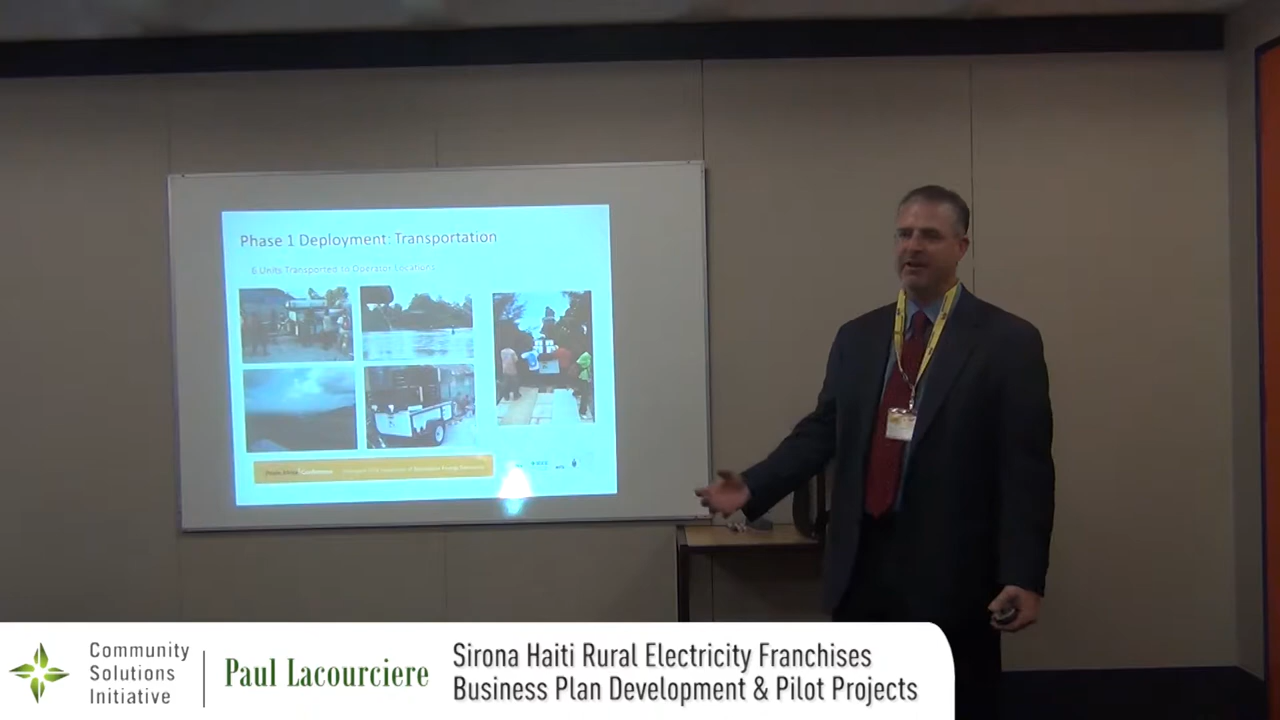 Phase 1 Deployment: Transportation
6 Units Transported to Operator Locations
Community
Solutions
Initiative
Paul Lacourciere
Sirona Haiti Rural Electricity Franchises
Business Plan Development & Pilot Projects